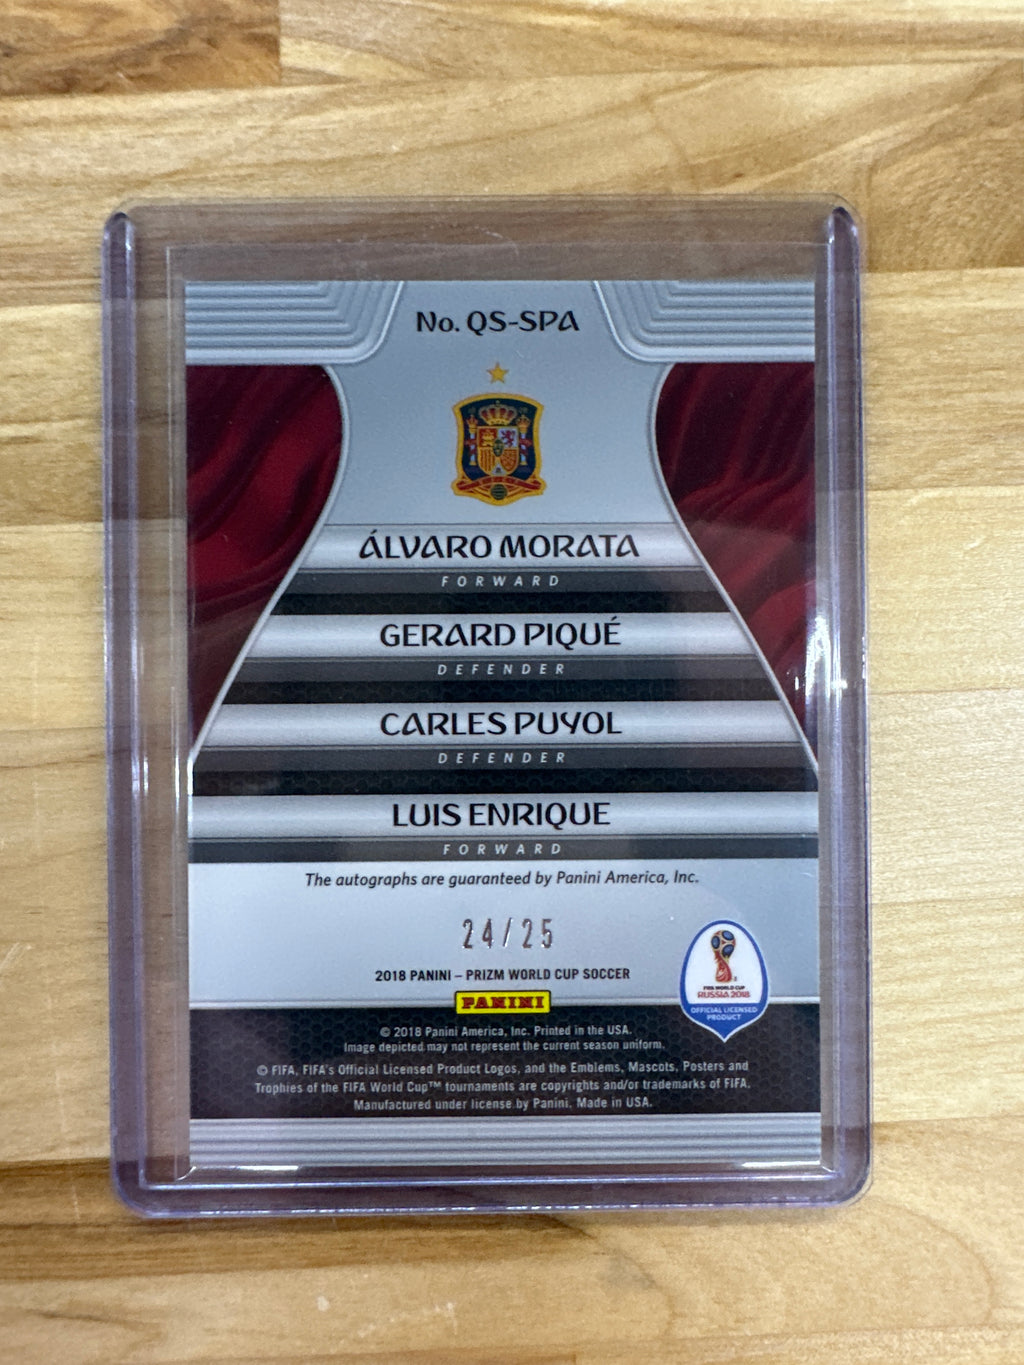 No. QS-SPA
ÁLVARO MORATA
FORWARD
GERARD PIQUÉ
DEFENDER
CARLES PUYOL
DEFENDER
LUIS ENRIQUE
FORWARD
The autographs are guaranteed by Panini America, Inc.
24/25
2018 PANINI – PRIZM WORLD CUP SOCCER
PANINI
FIFA WORLD CUP
RUSSIA 2018
OFFICIAL LICENSED
PRODUCT
© 2018 Panini America, Inc. Printed in the USA.
Image depicted may not represent the current season uniform.
© FIFA, FIFA's Official Licensed Product Logos, and the Emblems, Mascots, Posters and
Trophies of the FIFA World Cup™ tournaments are copyrights and/or trademarks of FIFA.
Manufactured under license by Panini. Made in USA.